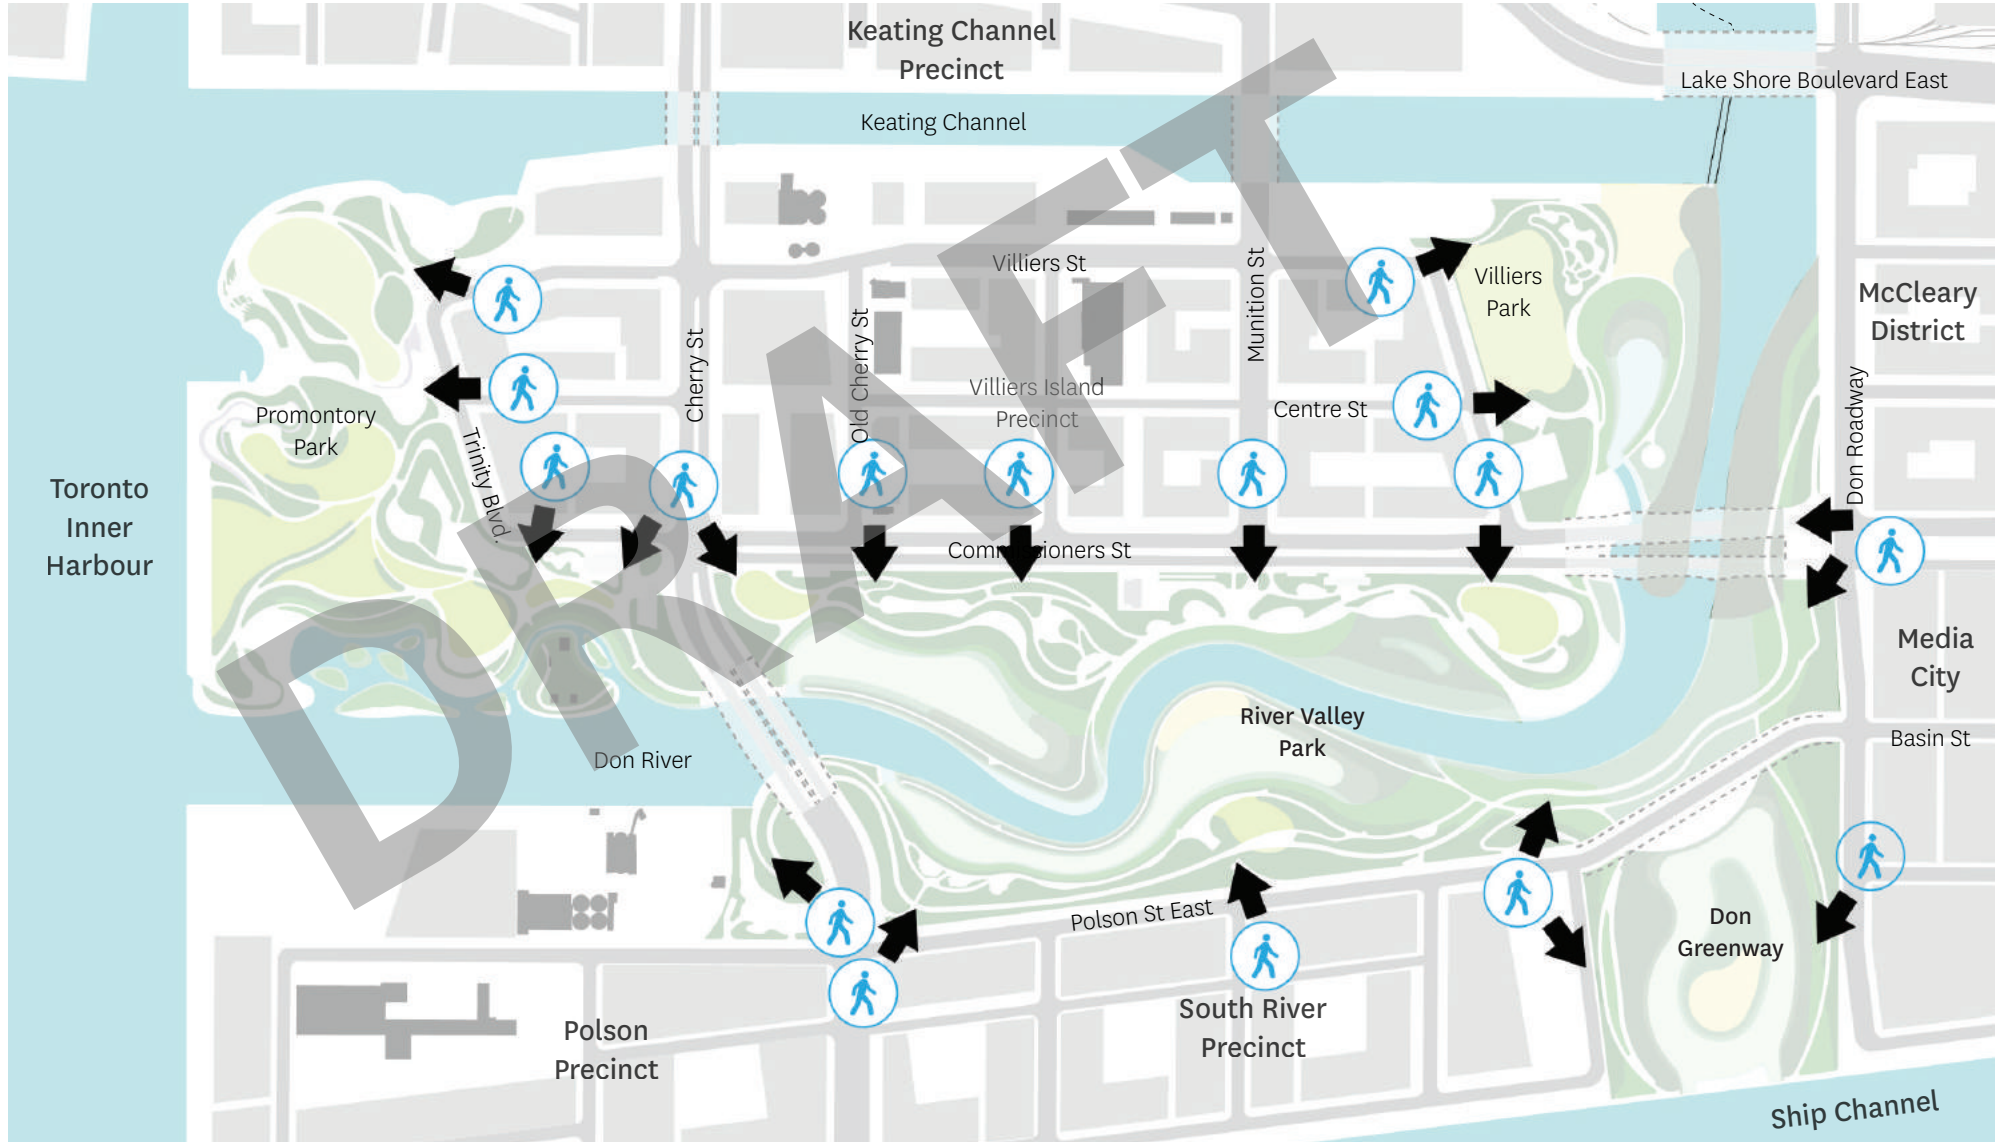 Keating Channel
Precinct
Lake Shore Boulevard East
Keating Channel
Villiers St
Munition St
Villiers
Park
McCleary
District
Cherry St
Old Cherry St
Villiers Island
Precinct
Centre St
Don Roadway
Promontory
Park
Trinity Blvd.
Toronto
Inner
Harbour
Commissioners St
Media
City
River Valley
Park
Basin St
Don River
Polson St East
Don
Greenway
South River
Precinct
Polson
Precinct
Ship Channel
DRAFT